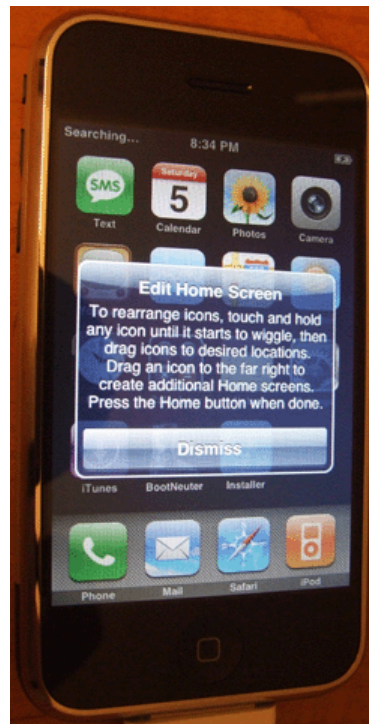 Searching... 8:34 PM
SMS
Saturday
5
Text Calendar Photos Camera
Edit Home Screen
To rearrange icons, touch and hold
any icon until it starts to wiggle, then
drag icons to desired locations.
Drag an icon to the far right to
create additional Home screens.
Press the Home button when done.
Dismiss
iTunes BootNeuter Installer
Phone Mail Safari iPod